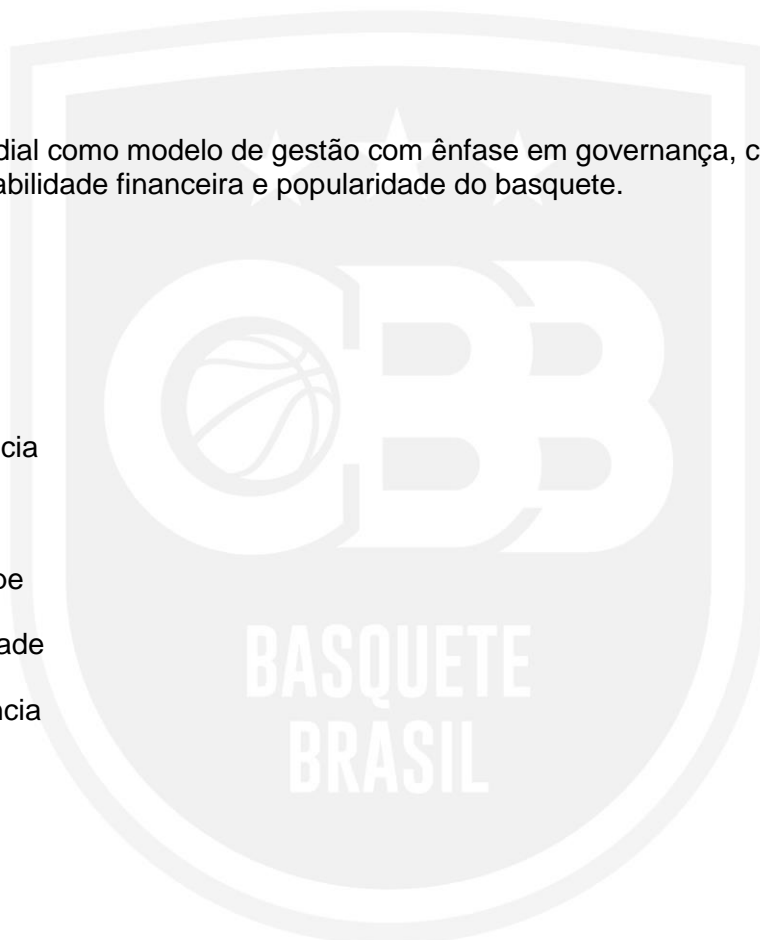 dial como modelo de gestão com ênfase em governança, c
abilidade financeira e popularidade do basquete.
CBB
cia
pe
ade
ncia
BASQUETE
BRASIL